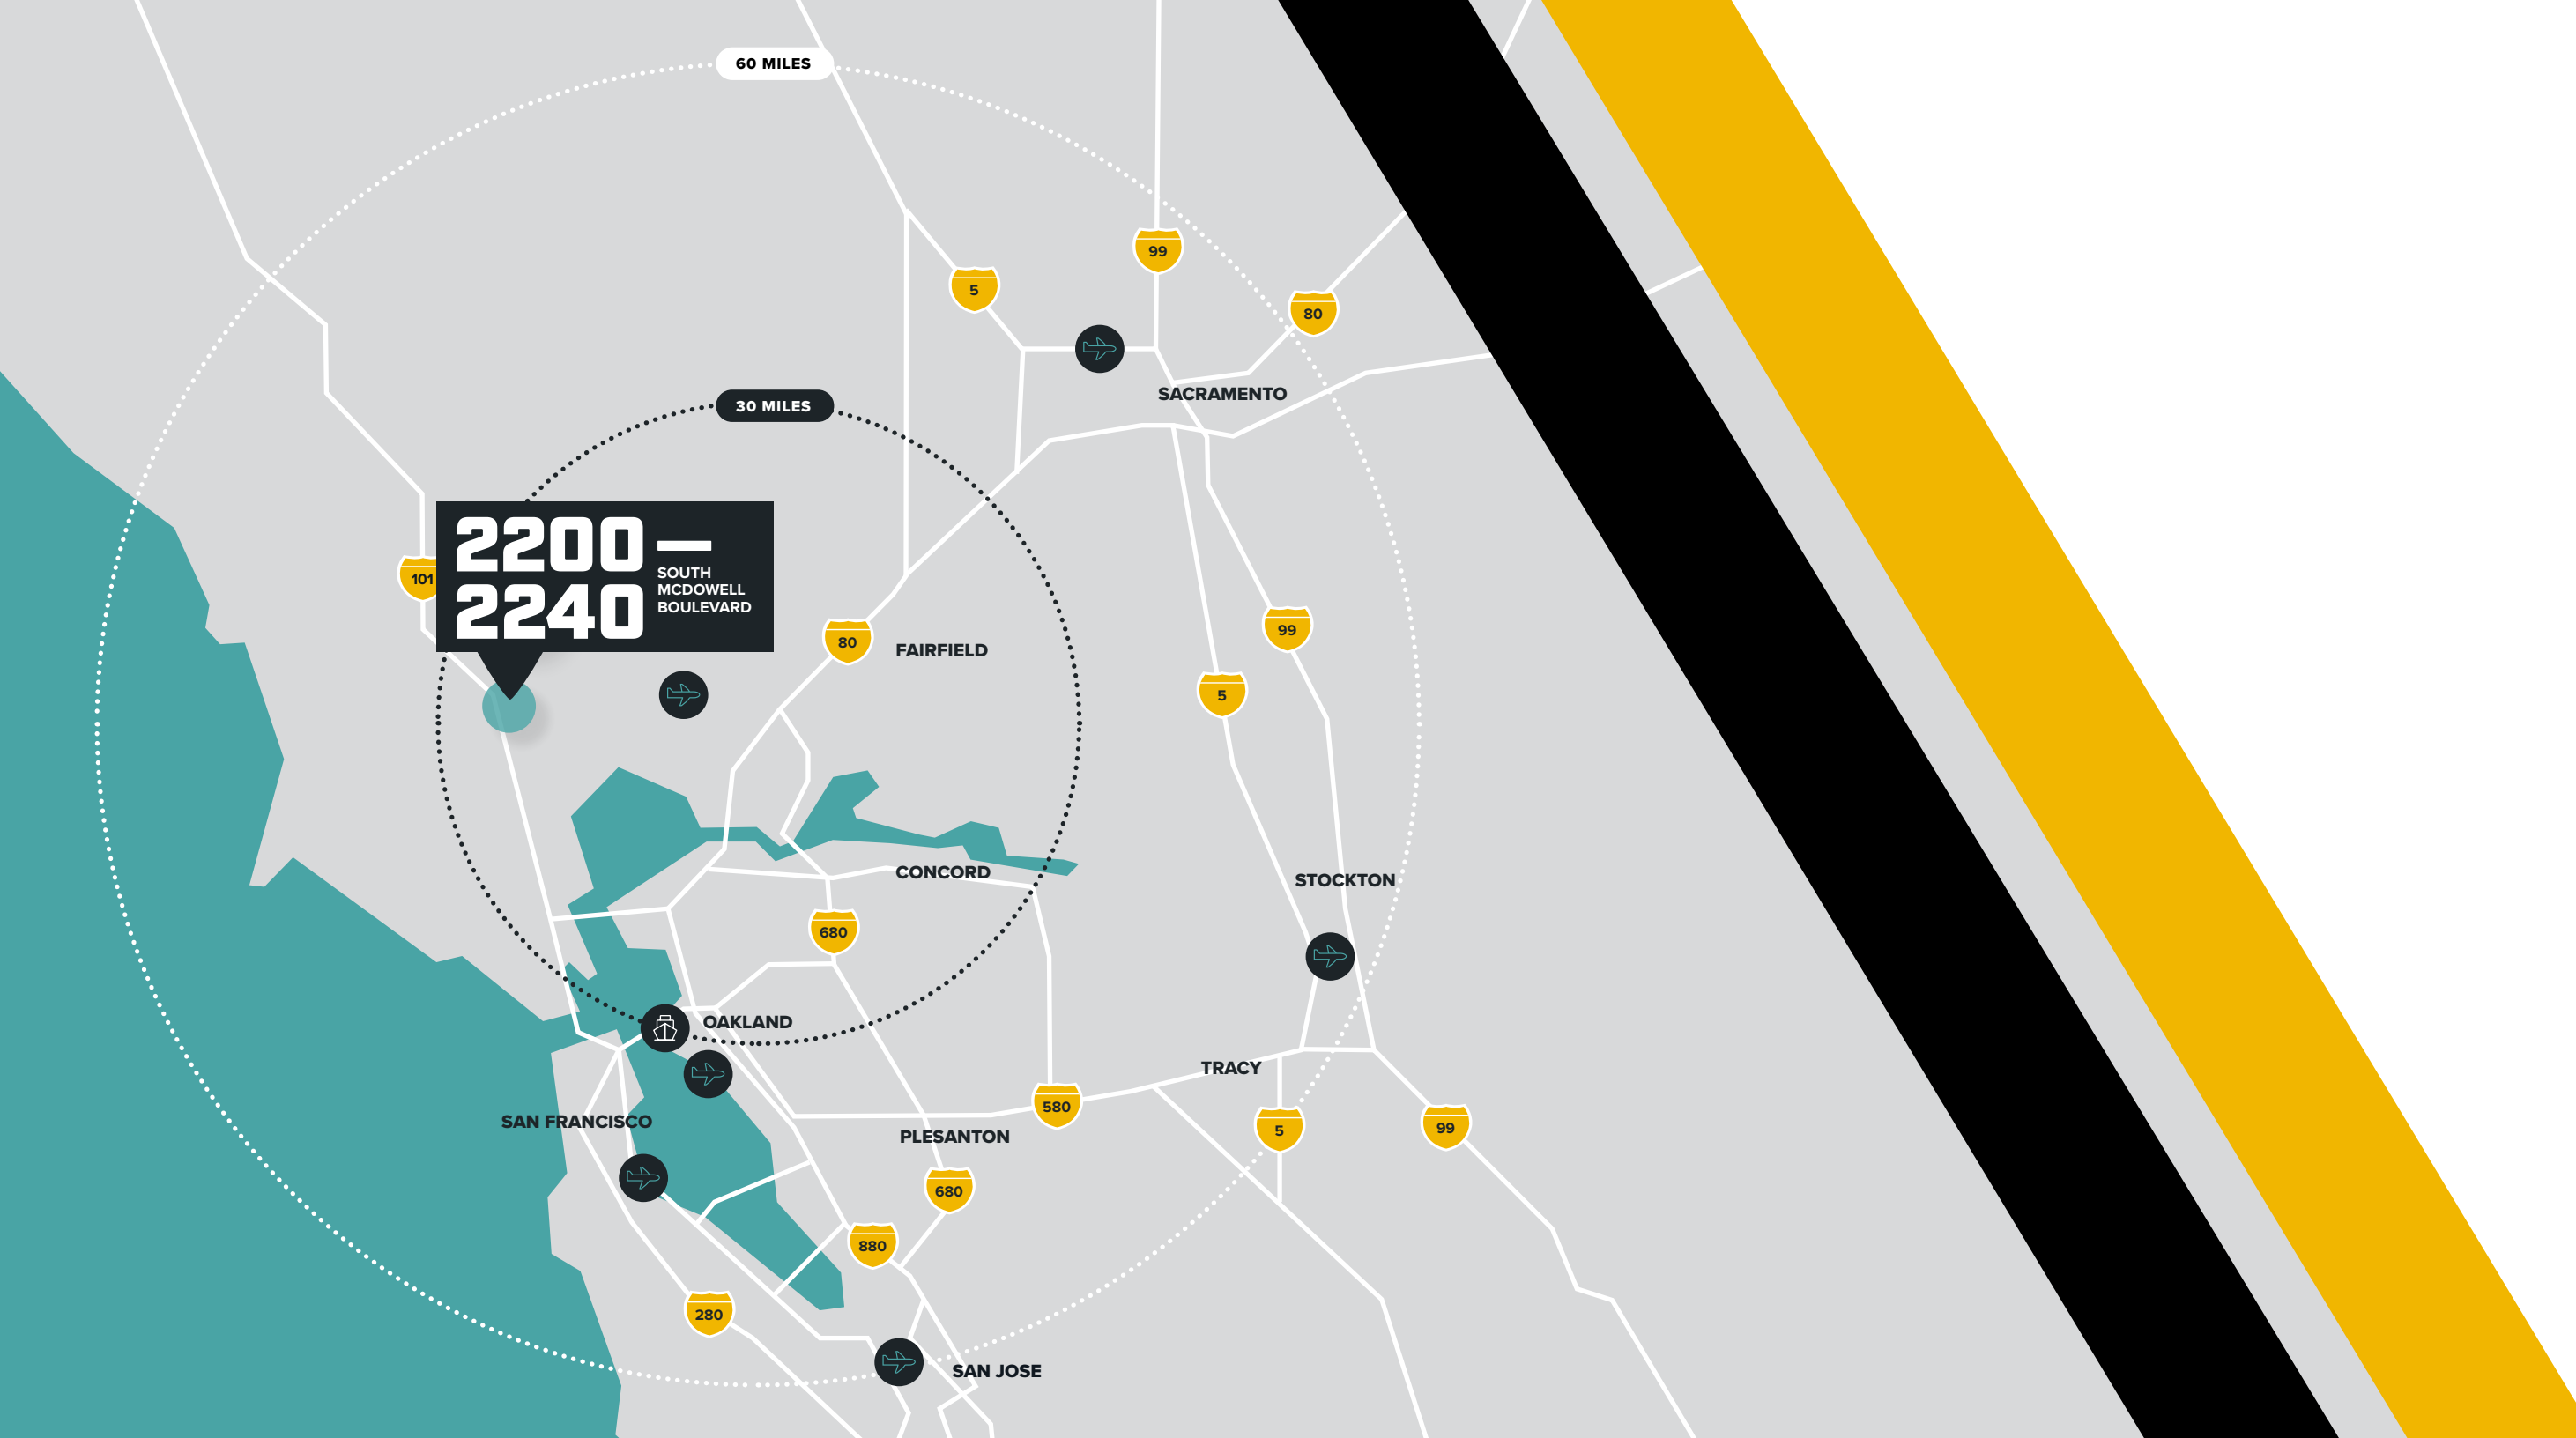 60 MILES
99
5
80
SACRAMENTO
30 MILES
2200—
2240
SOUTH
MCDOWELL
BOULEVARD
101
80
FAIRFIELD
99
5
CONCORD
STOCKTON
680
OAKLAND
TRACY
580
SAN FRANCISCO
5
99
PLESANTON
680
880
280
SAN JOSE